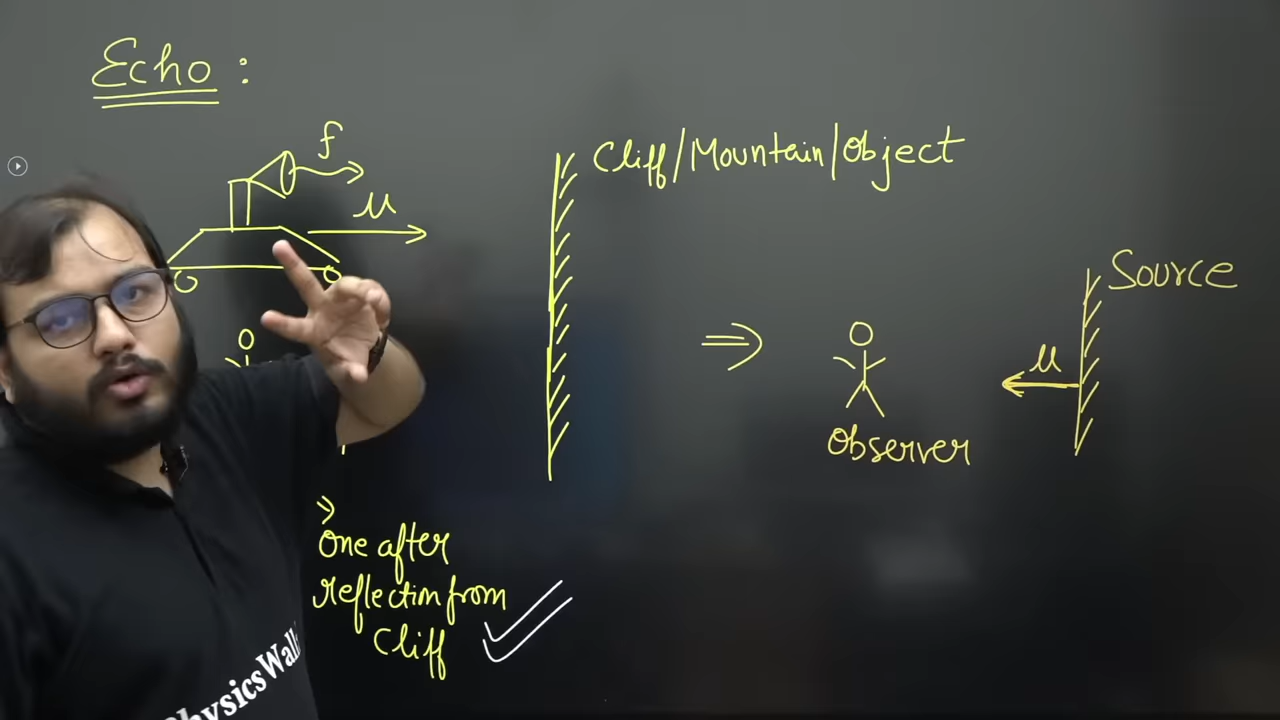 Echo :
f
u
Cliff/Mountain/Object
Source
u
Observer
One after
reflection from
Cliff
PhysicsWall